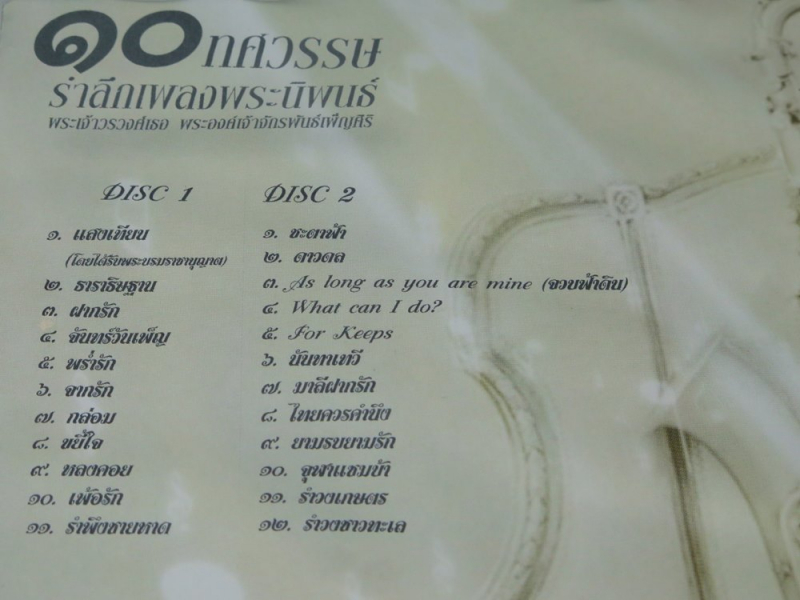 ๑๐ ทศวรรษ
รำลึกเพลงพระนิพนธ์
พระเจ้าวรวงศ์เธอ พระองค์เจ้าจักรพันธ์เพ็ญศิริ
DISC 1
๑. แสงเทียน
(โดยได้รับพระบรมราชานุญาต)
๒. ธาราธิษฐาน
๓. ฝากรัก
๔. จันทร์วันเพ็ญ
๕. พร่ำรัก
๖. จากรัก
๗. กล่อม
๘. ขยี้ใจ
๙. หลงคอย
๑๐. เพ้อรัก
๑๑. รำพึงชายหาด
DISC 2
๑. ชะตาฟ้า
๒. ดาวดล
๓. As long as you are mine (จวบฟ้าดิน)
๔. What can I do?
๕. For Keeps
๖. นันทาเทวี
๗. มาลีฝากรัก
๘. ไทยควรคำนึง
๙. ยามรบยามรัก
๑๐. จุฬาแซมบ้า
๑๑. รำวงเกษตร
๑๒. รำวงชาวทะเล